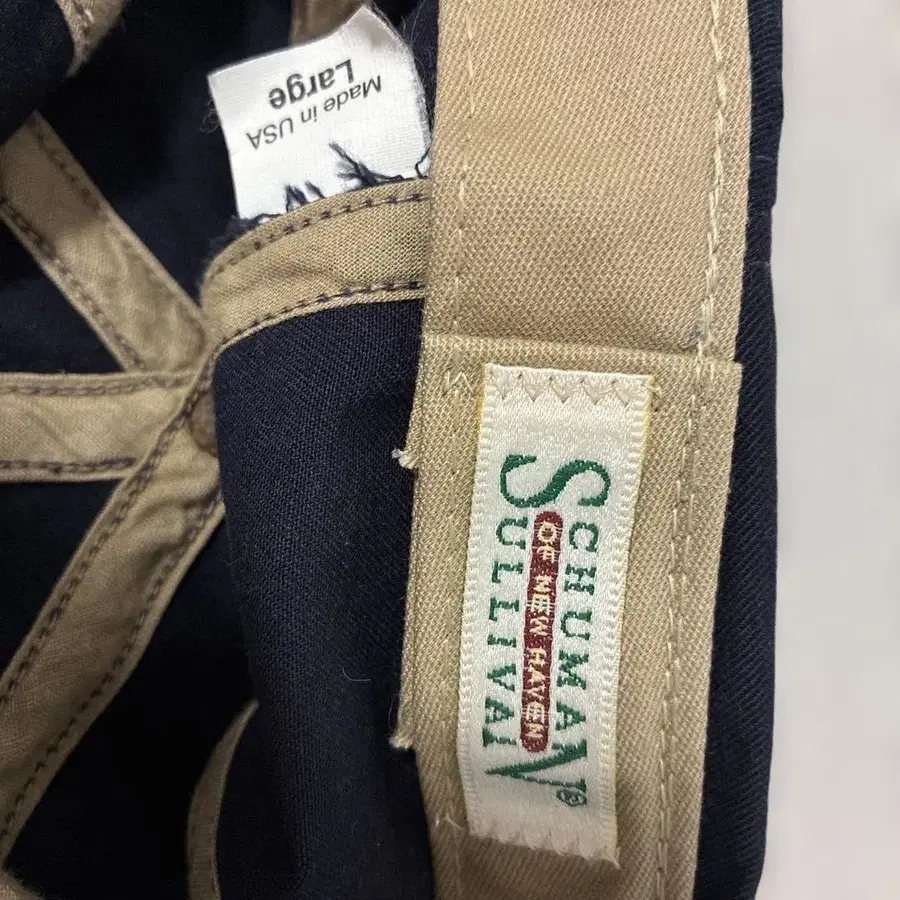 Made in USA
Large
SCHUMAN
OF NEW HAVEN
SULLIVAN®